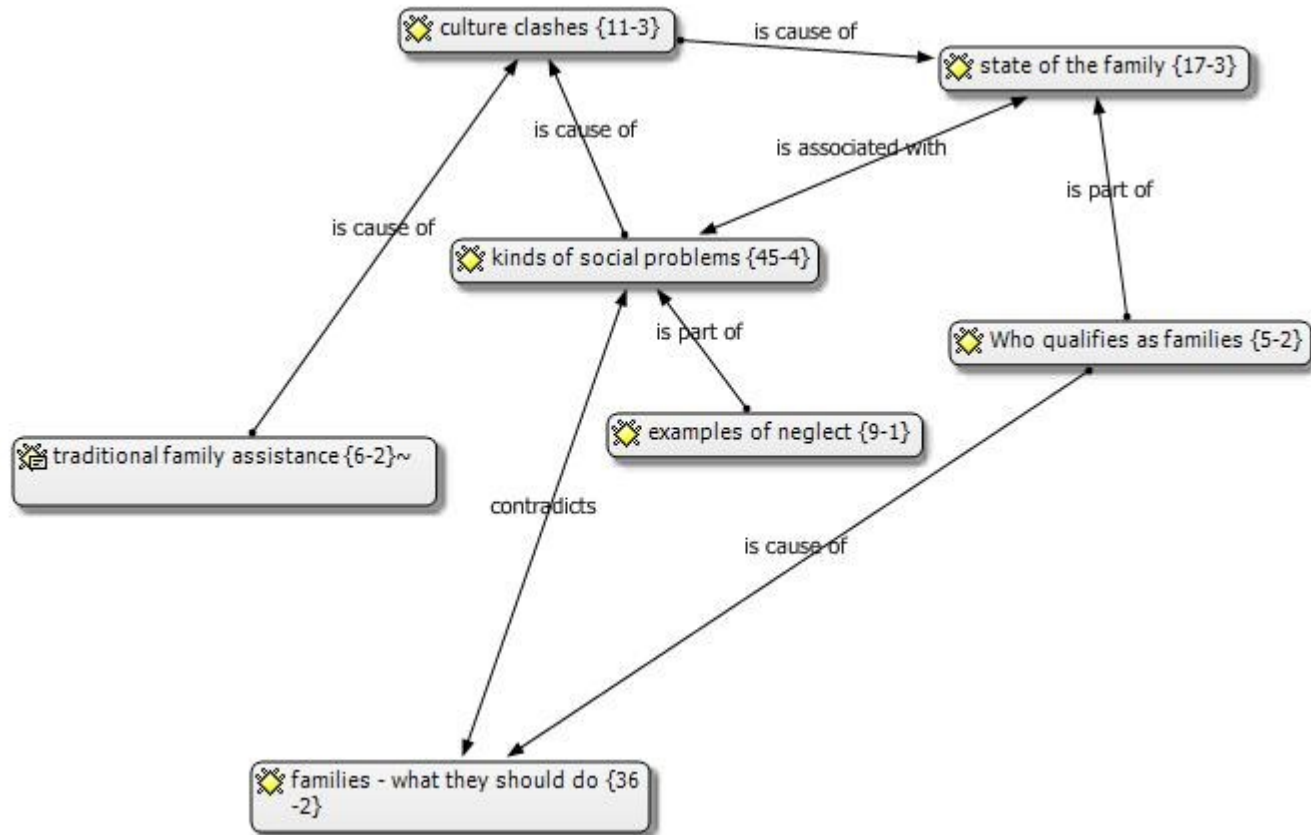 culture clashes {11-3}
is cause of
state of the family {17-3}
is cause of
is associated with
is part of
is cause of
kinds of social problems {45-4}
is part of
Who qualifies as families {5-2}
traditional family assistance {6-2}~
examples of neglect {9-1}
contradicts
is cause of
families - what they should do {36
-2}